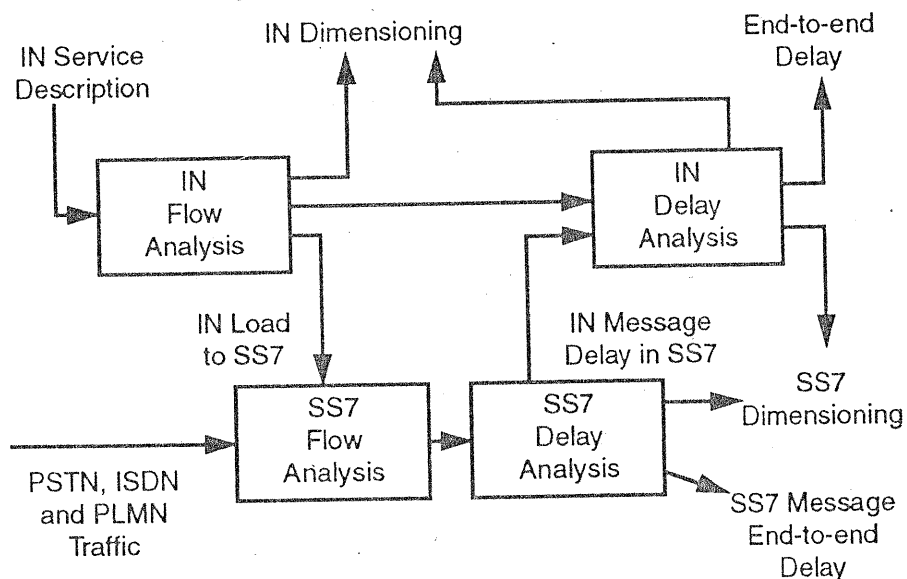 IN Dimensioning
End-to-end
Delay
IN Service
Description
IN
Flow
Analysis
IN
Delay
Analysis
IN Load
to SS7
IN Message
Delay in SS7
SS7
Flow
Analysis
SS7
Delay
Analysis
SS7
Dimensioning
PSTN, ISDN
and PLMN
Traffic
SS7 Message
End-to-end
Delay